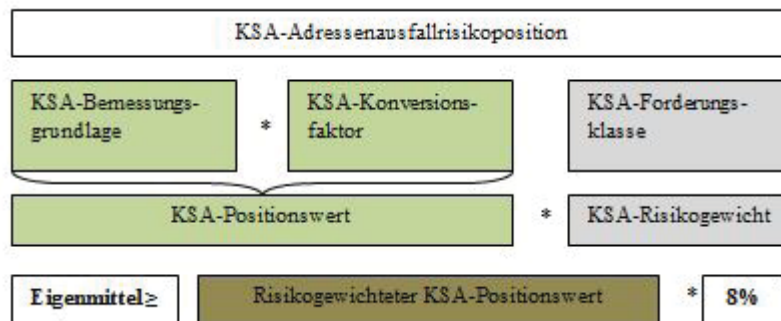 KSA-Adressenausfallrisikoposition
KSA-Bemessungs-
grundlage
*
KSA-Konversions-
faktor
KSA-Forderungs-
klasse
KSA-Positionswert
*
KSA-Risikogewicht
Eigenmittel ≥
Risikogewichteter KSA-Positionswert
*
8%